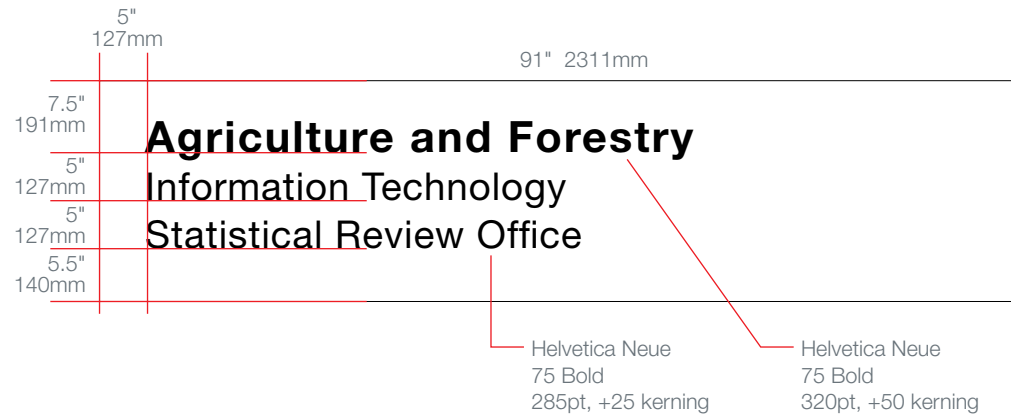 5"
127mm
91"  2311mm
7.5"
191mm
Agriculture and Forestry
5"
127mm
Information Technology
5"
127mm
Statistical Review Office
5.5"
140mm
Helvetica Neue
75 Bold
285pt, +25 kerning
Helvetica Neue
75 Bold
320pt, +50 kerning